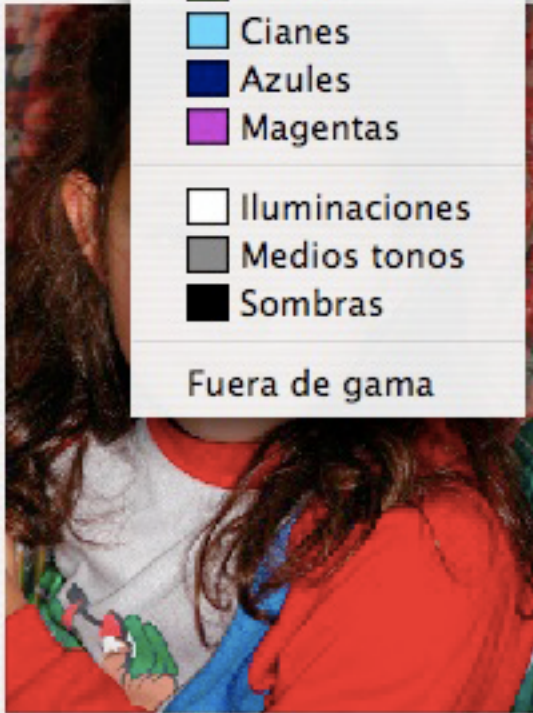 Cianes
Azules
Magentas
Iluminaciones
Medios tonos
Sombras
Fuera de gama